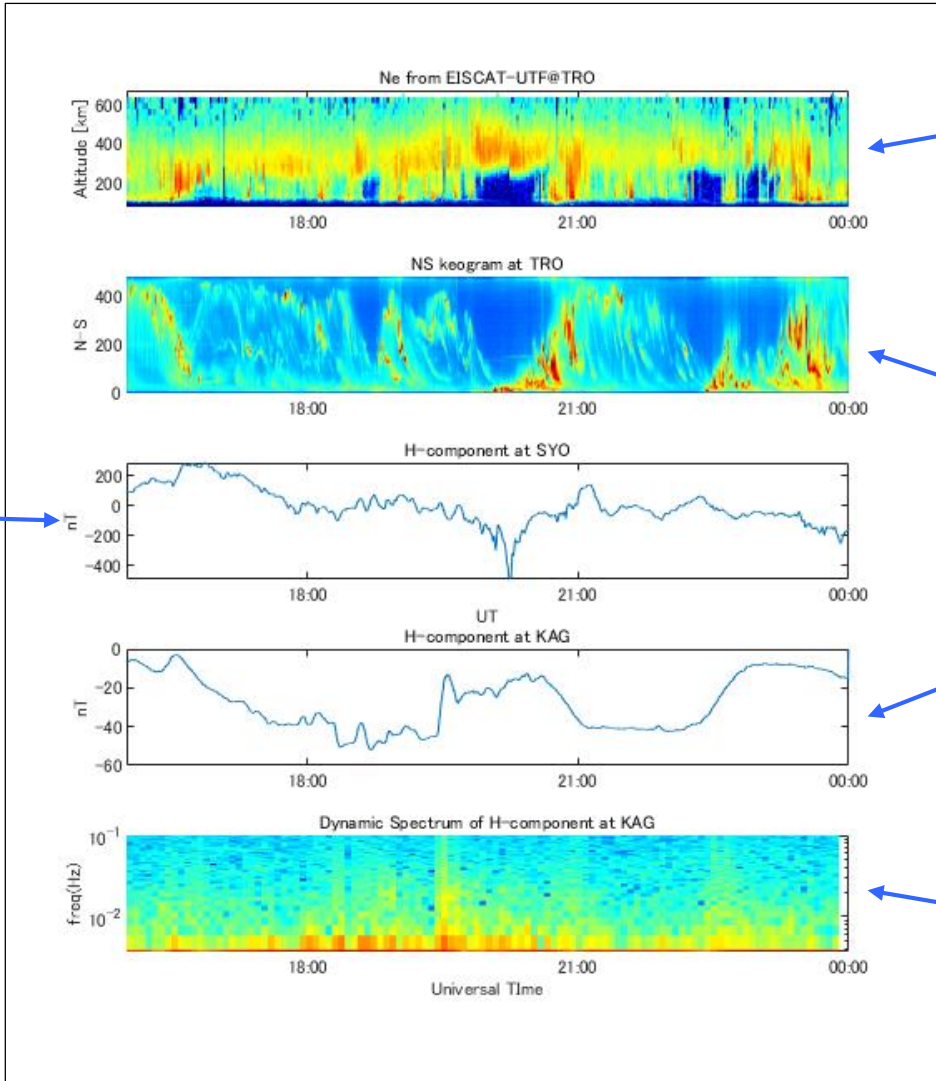 Ne from EISCAT-UTF@TRO
Altitude [km]
600
400
200
18:00 21:00 00:00
NS keogram at TRO
N-S
400
200
0
18:00 21:00 00:00
H-component at SYO
nT
200
0
-200
-400
18:00 21:00 00:00
UT
H-component at KAG
nT
0
-20
-40
-60
18:00 21:00 00:00
Dynamic Spectrum of H-component at KAG
freq(Hz)
10^-1
10^-2
18:00 21:00 00:00
Universal TIme